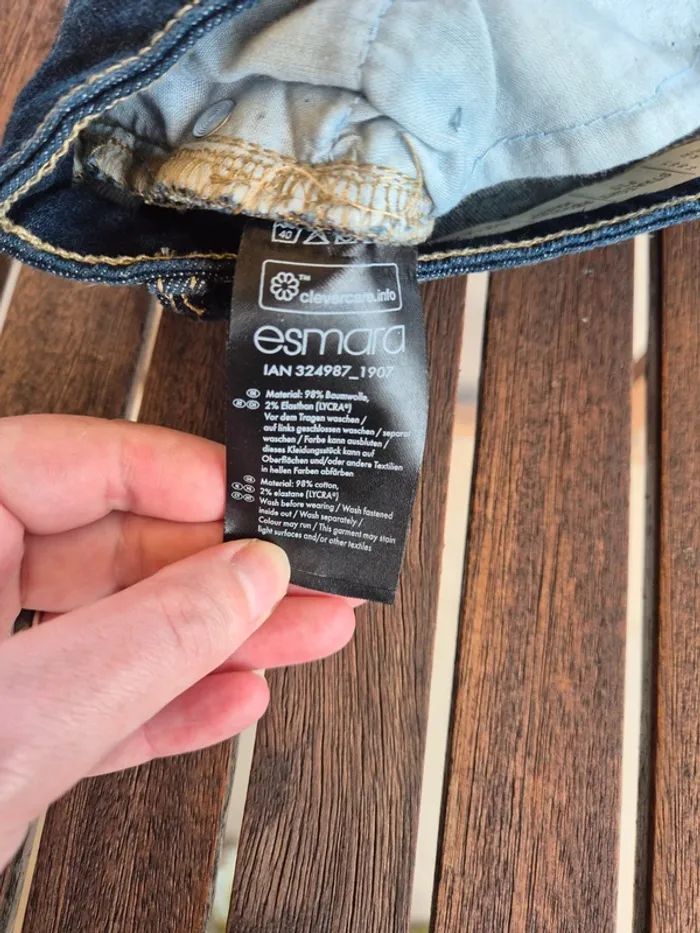 40
™
clevercare.info
esmara
IAN 324987_1907
Material: 98% Baumwolle,
2% Elasthan (LYCRA®)
Vor dem Tragen waschen /
auf links geschlossen waschen / separat
waschen / Farbe kann ausbluten /
dieses Kleidungsstück kann auf
Oberflächen und/oder andere Textilien
in hellen Farben abfärben
Material: 98% cotton,
2% elastane (LYCRA®)
Wash before wearing / Wash fastened
inside out / Wash separately /
Colour may run / This garment may stain
light surfaces and/or other textiles